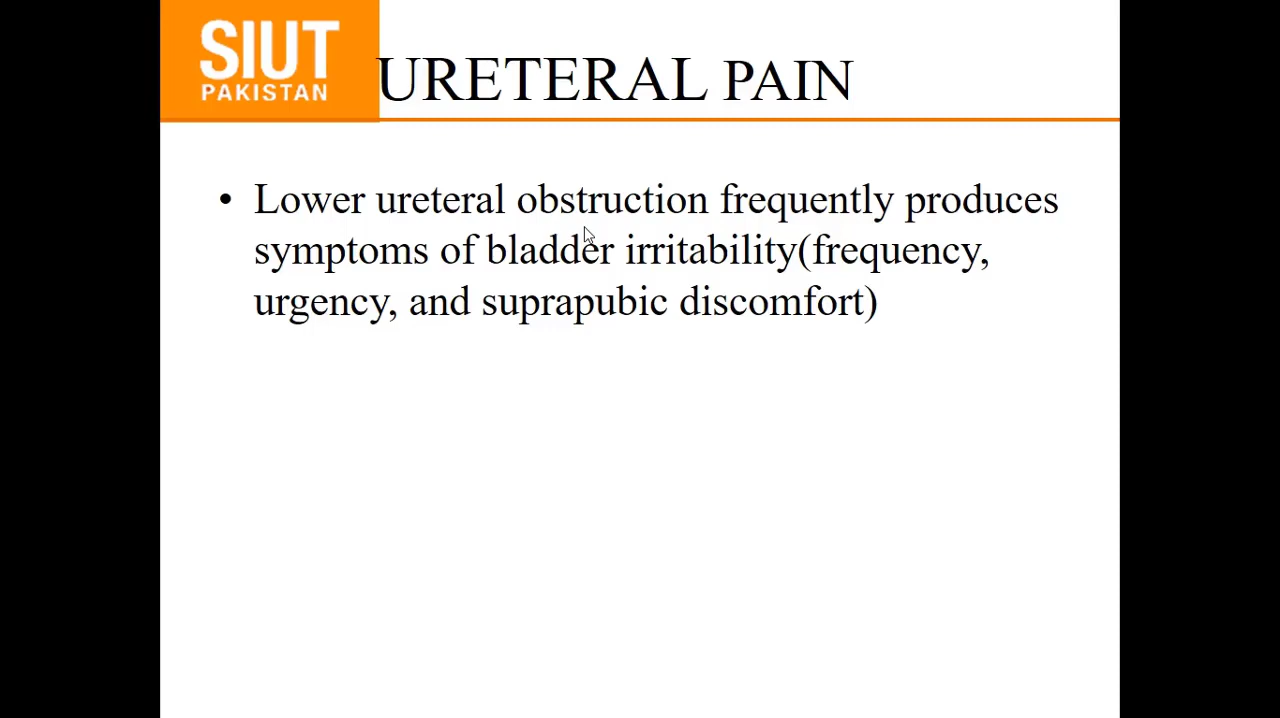 SIUT
PAKISTAN
URETERAL PAIN
• Lower ureteral obstruction frequently produces
symptoms of bladder irritability(frequency,
urgency, and suprapubic discomfort)